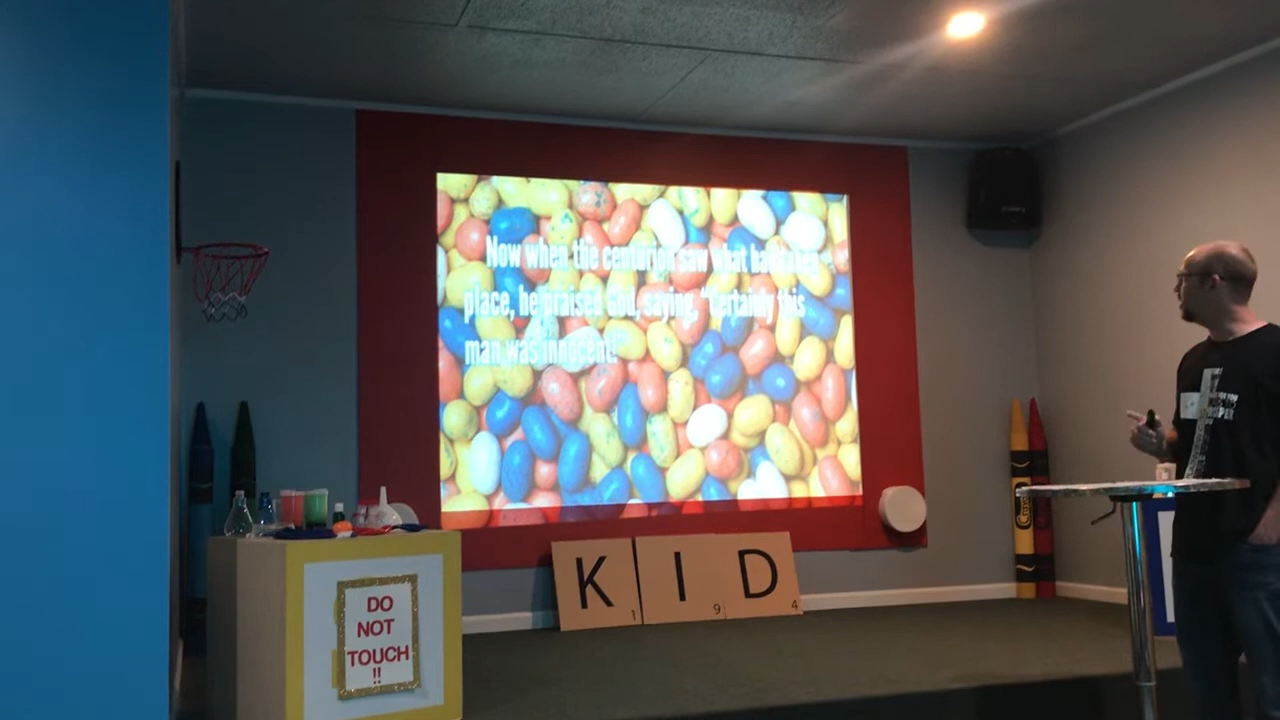 Now when the centurion saw what had taken
place, he praised God, saying, "Certainly this
man was innocent!"
K I D
1 9 4
DO
NOT
TOUCH
!!